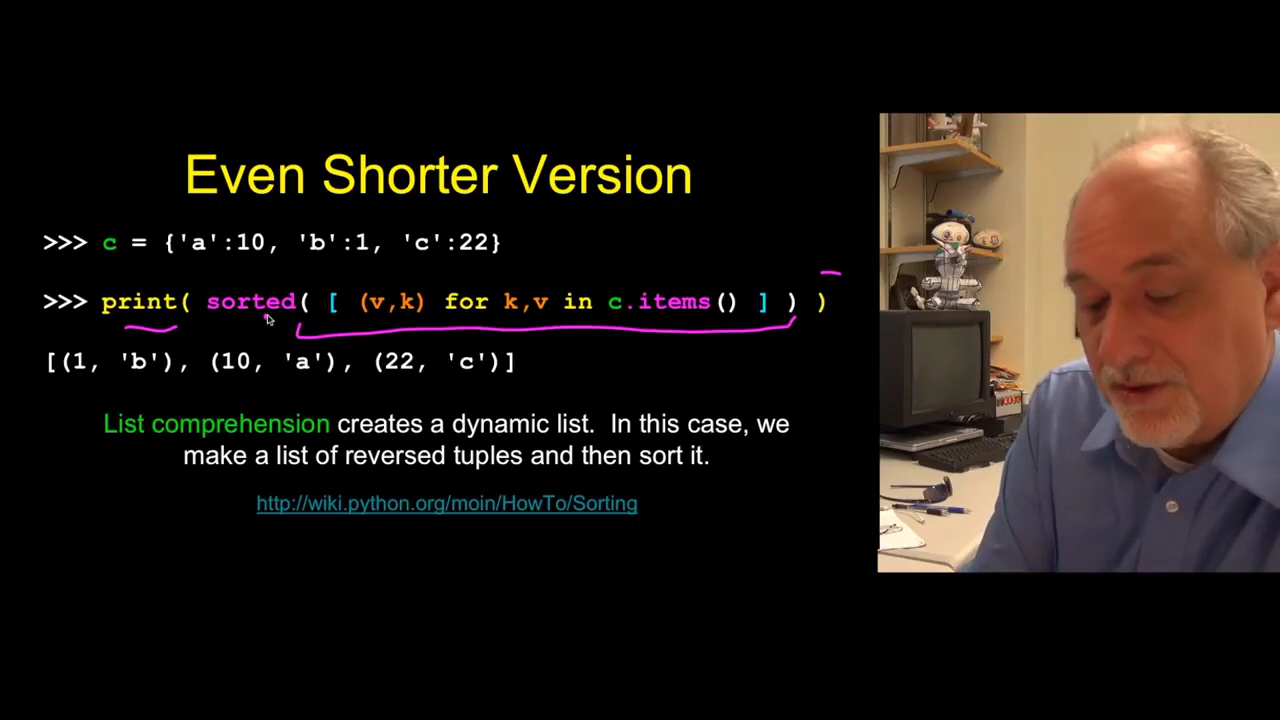 Even Shorter Version
>>> c = {'a':10, 'b':1, 'c':22}
>>> print( sorted( [ (v,k) for k,v in c.items() ] ) )
[(1, 'b'), (10, 'a'), (22, 'c')]
List comprehension creates a dynamic list. In this case, we
make a list of reversed tuples and then sort it.
http://wiki.python.org/moin/HowTo/Sorting